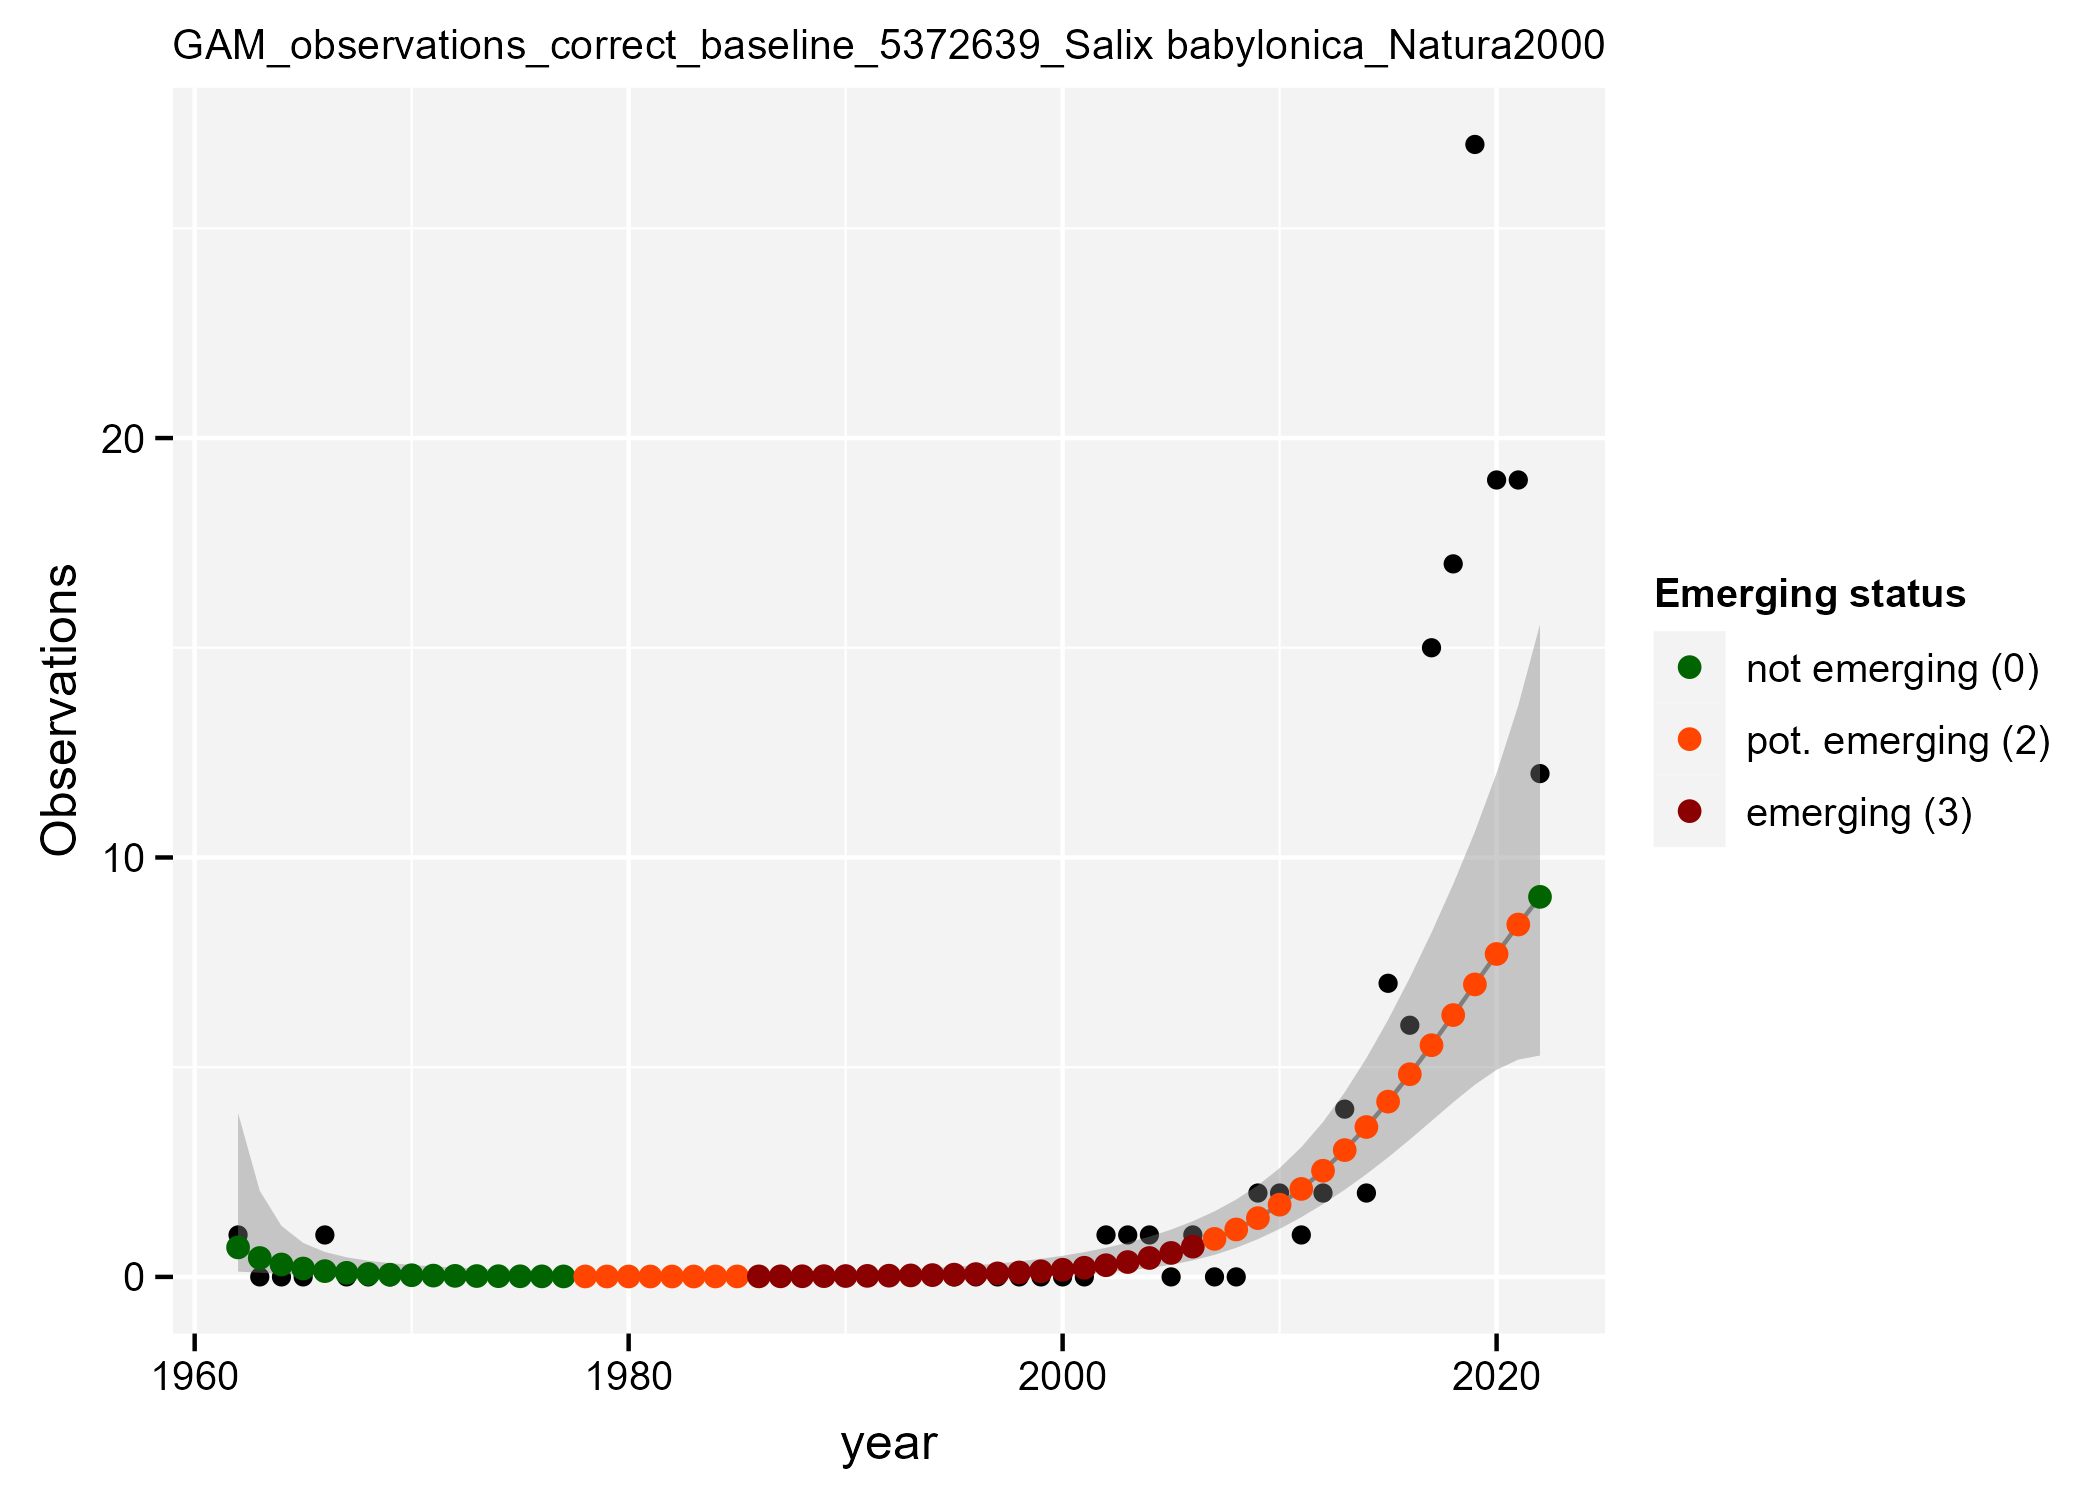 GAM_observations_correct_baseline_5372639_Salix babylonica_Natura2000
Observations
20
10
0
1960
1980
2000
2020
year
Emerging status
not emerging (0)
pot. emerging (2)
emerging (3)